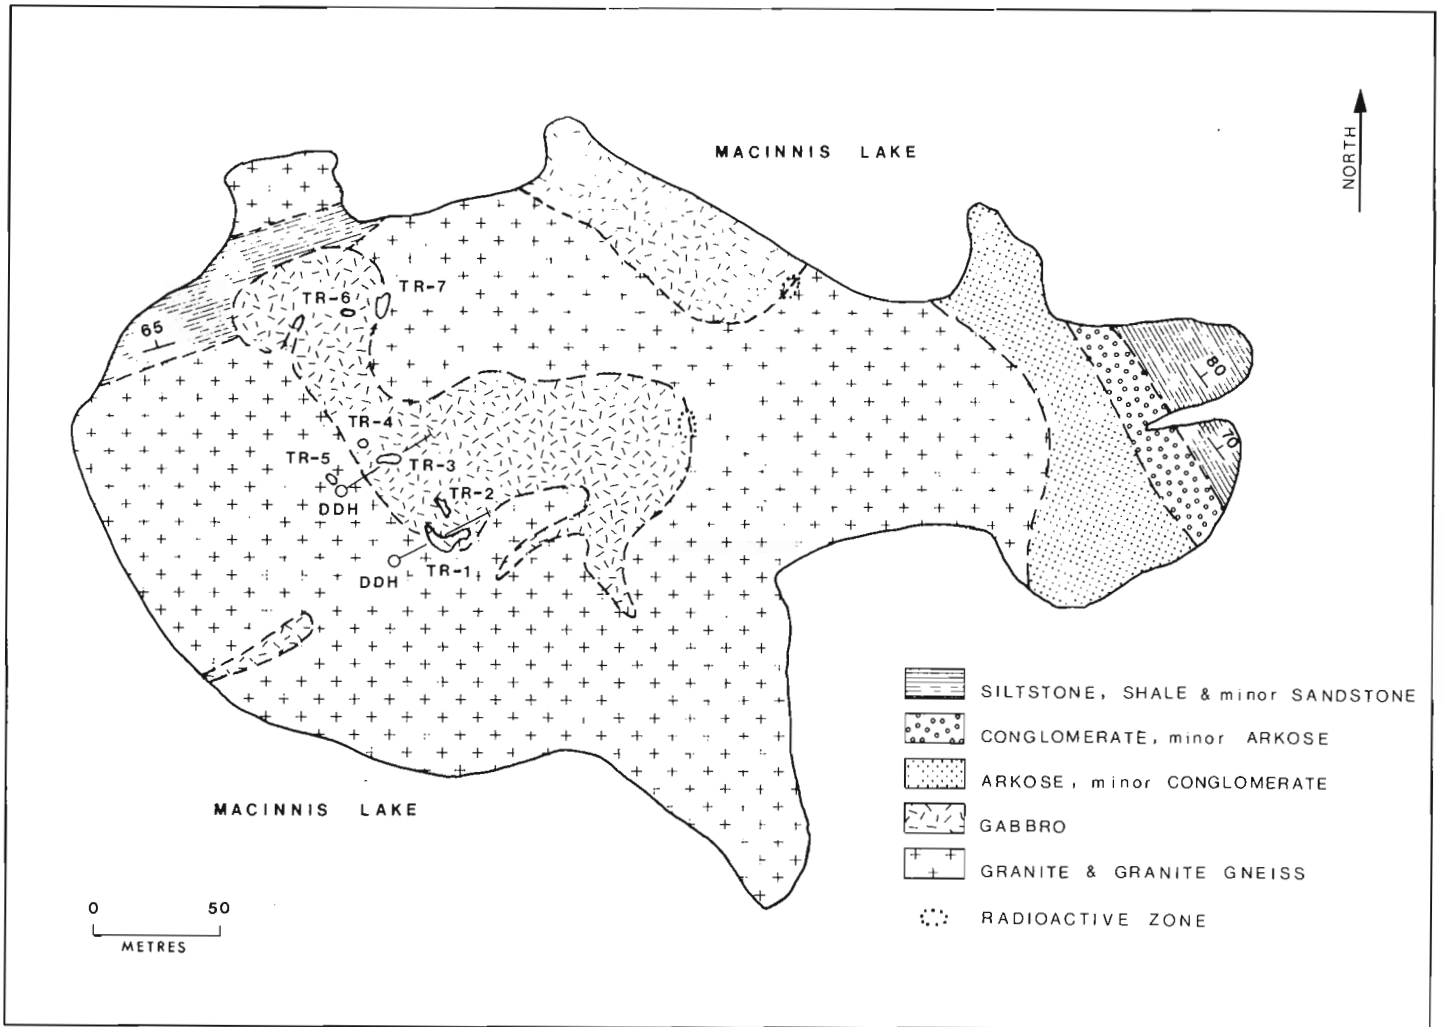 MACINNIS LAKE
NORTH
TR-7
TR-6
65
80
TR-4
70
TR-5
TR-3
TR-2
DDH
TR-1
DDH
SILTSTONE, SHALE & minor SANDSTONE
CONGLOMERATE, minor ARKOSE
ARKOSE, minor CONGLOMERATE
MACINNIS LAKE
GABBRO
GRANITE & GRANITE GNEISS
0 50
METRES
RADIOACTIVE ZONE